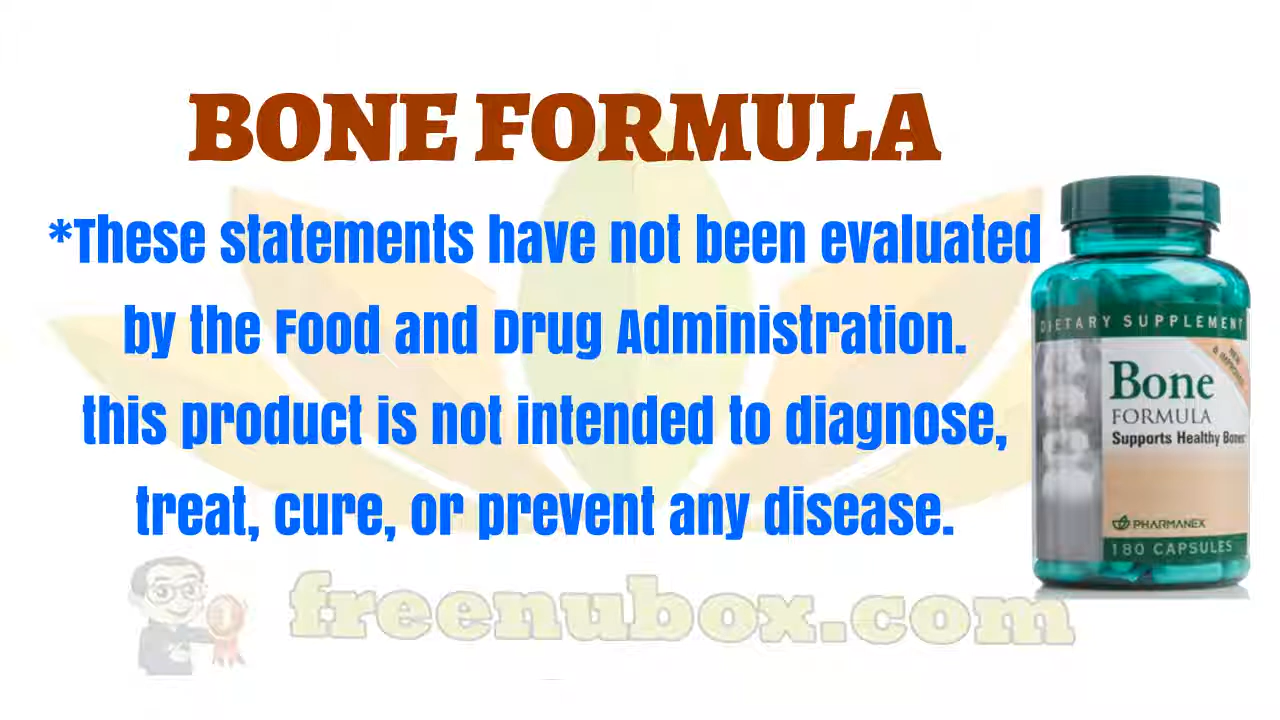 BONE FORMULA
*These statements have not been evaluated
by the Food and Drug Administration.
this product is not intended to diagnose,
treat, cure, or prevent any disease.
freenubox.com
DIETARY SUPPLEMENT
NEW
& IMPROVED
Bone
FORMULA
Supports Healthy Bones
PHARMANEX
180 CAPSULES